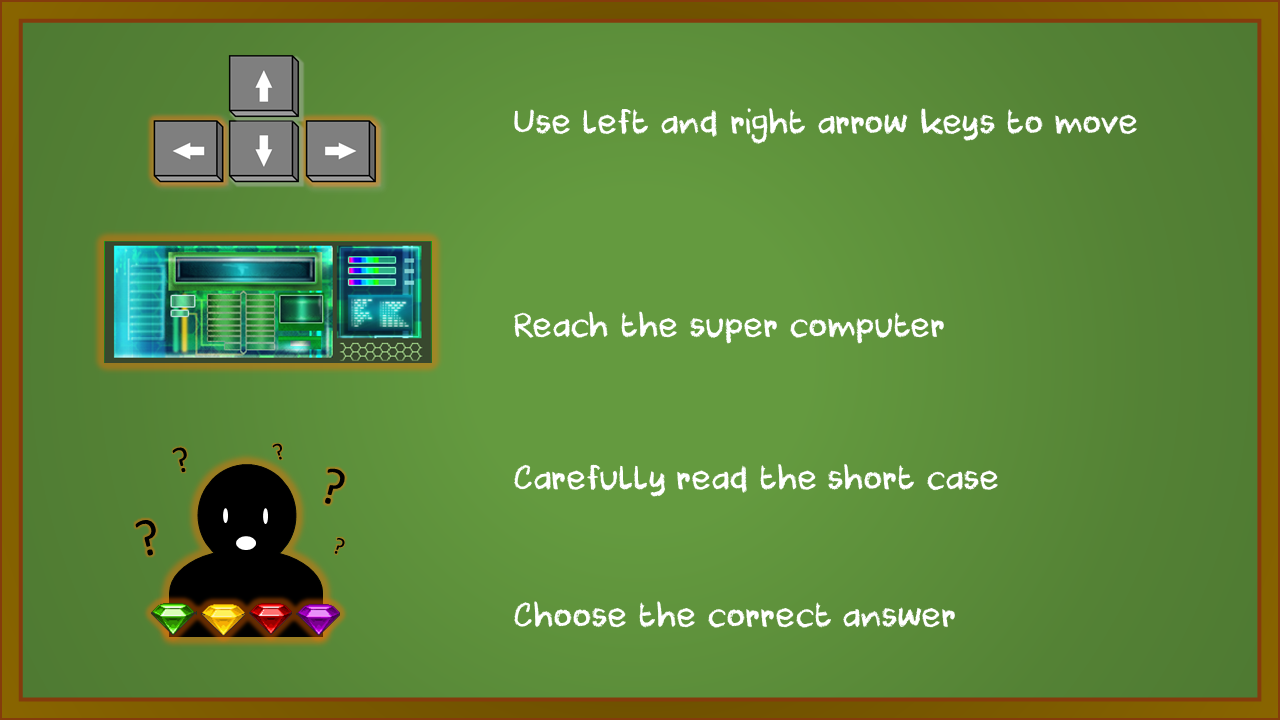 Use left and right arrow keys to move
Reach the super computer
? ? ? ? ?
Carefully read the short case
Choose the correct answer